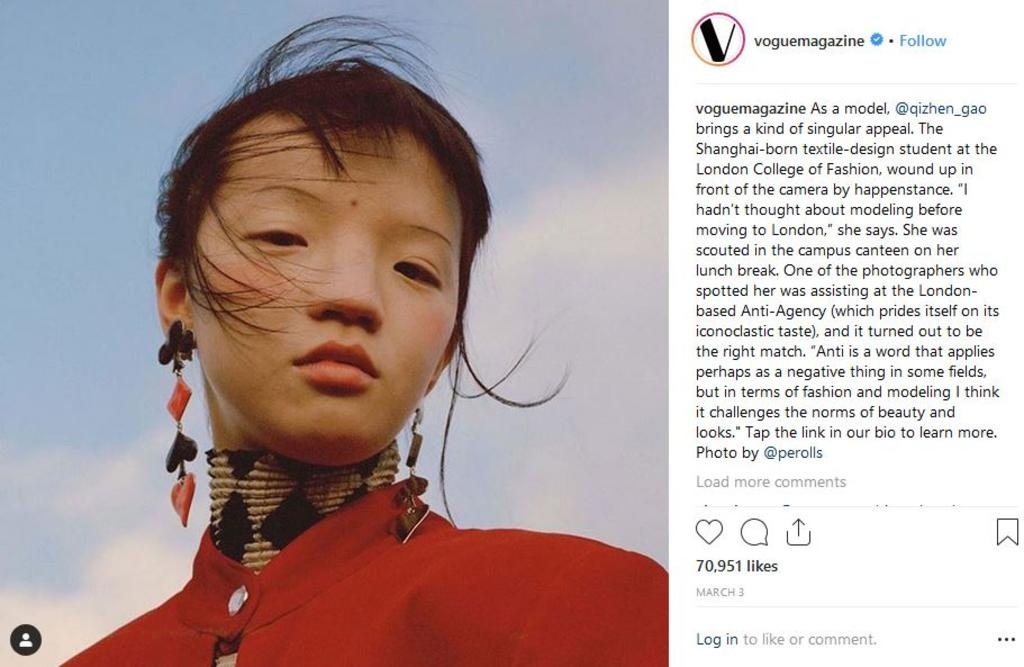 voguemagazine • Follow
voguemagazine As a model, @qizhen_gao
brings a kind of singular appeal. The
Shanghai-born textile-design student at the
London College of Fashion, wound up in
front of the camera by happenstance. "I
hadn't thought about modeling before
moving to London," she says. She was
scouted in the campus canteen on her
lunch break. One of the photographers who
spotted her was assisting at the London-
based Anti-Agency (which prides itself on its
iconoclastic taste), and it turned out to be
the right match. "Anti is a word that applies
perhaps as a negative thing in some fields,
but in terms of fashion and modeling I think
it challenges the norms of beauty and
looks." Tap the link in our bio to learn more.
Photo by @perolls
Load more comments
70,951 likes
MARCH 3
Log in to like or comment.